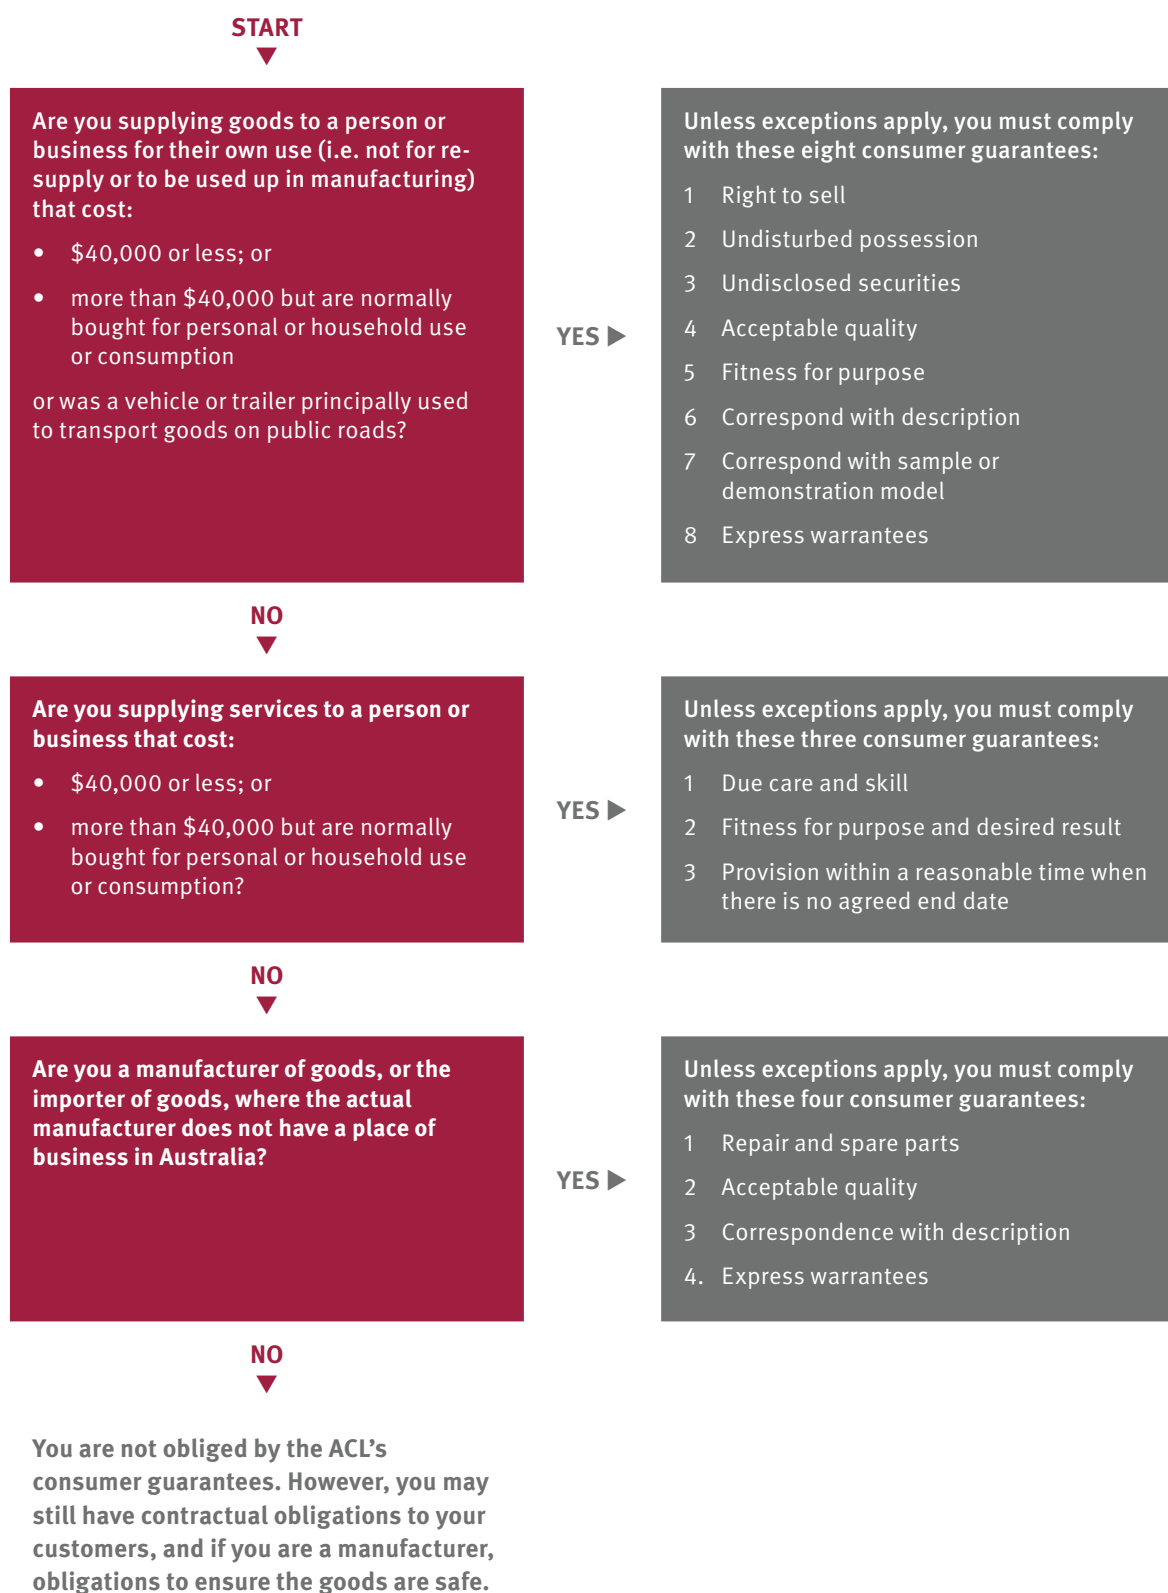 START
Are you supplying goods to a person or
business for their own use (i.e. not for re-
supply or to be used up in manufacturing)
that cost:
• $40,000 or less; or
• more than $40,000 but are normally
bought for personal or household use
or consumption
or was a vehicle or trailer principally used
to transport goods on public roads?
YES
Unless exceptions apply, you must comply
with these eight consumer guarantees:
1 Right to sell
2 Undisturbed possession
3 Undisclosed securities
4 Acceptable quality
5 Fitness for purpose
6 Correspond with description
7 Correspond with sample or
demonstration model
8 Express warrantees
NO
Are you supplying services to a person or
business that cost:
• $40,000 or less; or
• more than $40,000 but are normally
bought for personal or household use
or consumption?
YES
Unless exceptions apply, you must comply
with these three consumer guarantees:
1 Due care and skill
2 Fitness for purpose and desired result
3 Provision within a reasonable time when
there is no agreed end date
NO
Are you a manufacturer of goods, or the
importer of goods, where the actual
manufacturer does not have a place of
business in Australia?
YES
Unless exceptions apply, you must comply
with these four consumer guarantees:
1 Repair and spare parts
2 Acceptable quality
3 Correspondence with description
4. Express warrantees
NO
You are not obliged by the ACL’s
consumer guarantees. However, you may
still have contractual obligations to your
customers, and if you are a manufacturer,
obligations to ensure the goods are safe.